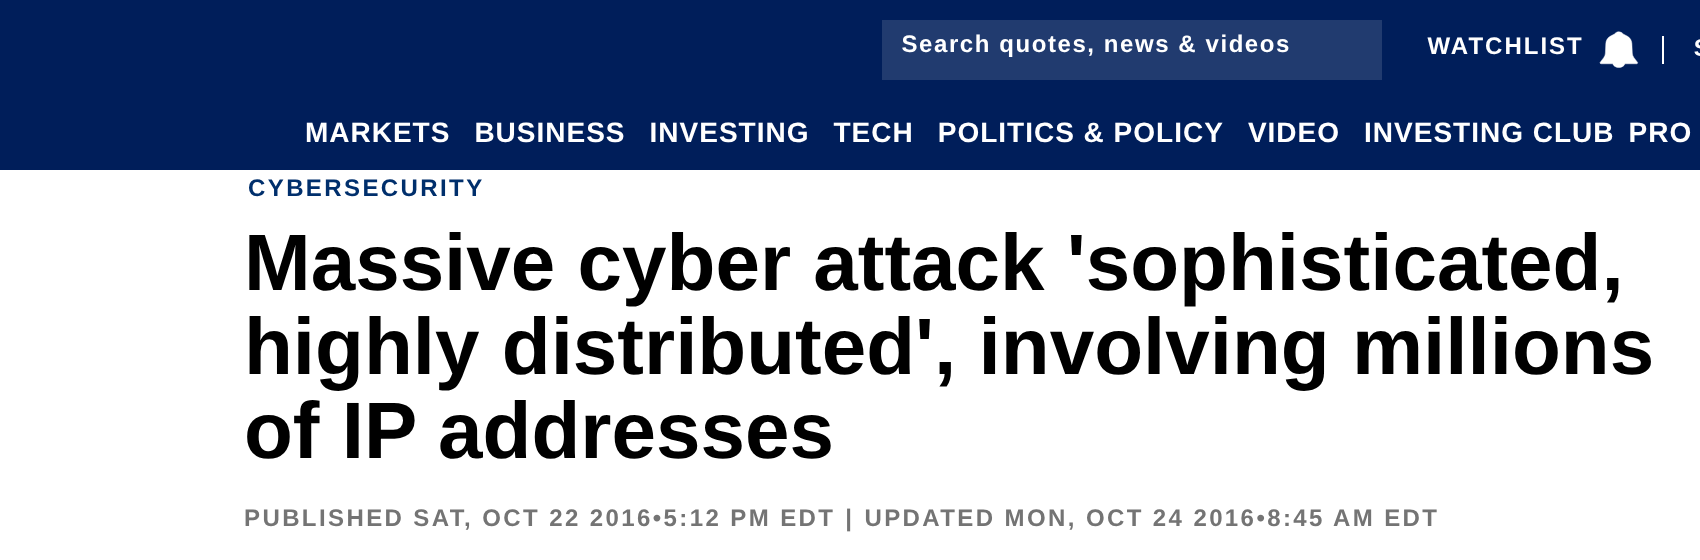 Search quotes, news & videos
WATCHLIST
MARKETS BUSINESS INVESTING TECH POLITICS & POLICY VIDEO INVESTING CLUB PRO
CYBERSECURITY
Massive cyber attack 'sophisticated,
highly distributed', involving millions
of IP addresses
PUBLISHED SAT, OCT 22 2016•5:12 PM EDT | UPDATED MON, OCT 24 2016•8:45 AM EDT